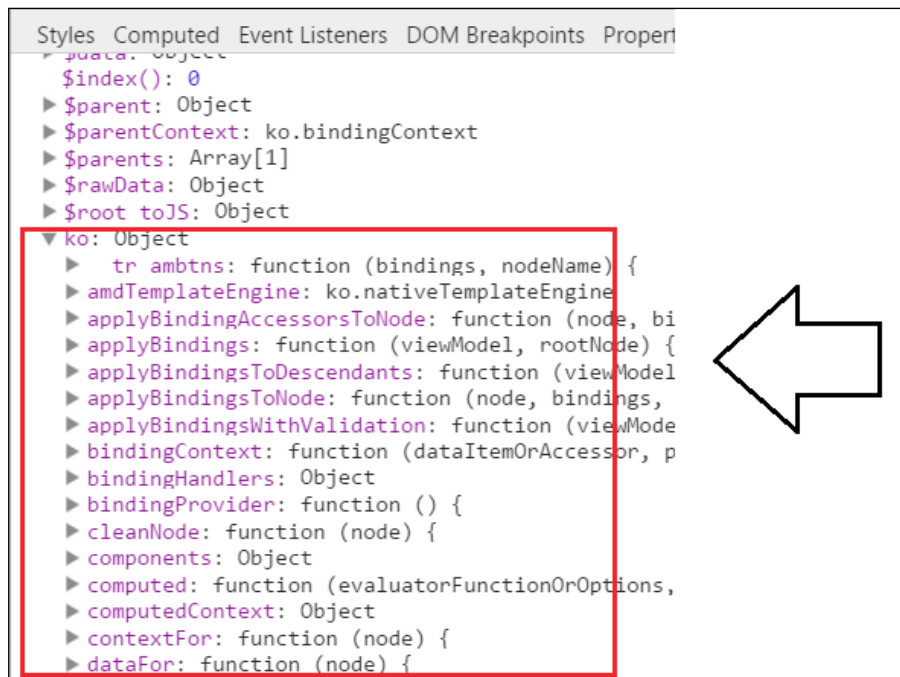 Styles Computed Event Listeners DOM Breakpoints Propert
$data: Object
$index(): 0
$parent: Object
$parentContext: ko.bindingContext
$parents: Array[1]
$rawData: Object
$root toJS: Object
ko: Object
tr ambtns: function (bindings, nodeName) {
amdTemplateEngine: ko.nativeTemplateEngine
applyBindingAccessorsToNode: function (node, bi
applyBindings: function (viewModel, rootNode) {
applyBindingsToDescendants: function (viewModel
applyBindingsToNode: function (node, bindings,
applyBindingsWithValidation: function (viewMode
bindingContext: function (dataItemOrAccessor, p
bindingHandlers: Object
bindingProvider: function () {
cleanNode: function (node) {
components: Object
computed: function (evaluatorFunctionOrOptions,
computedContext: Object
contextFor: function (node) {
dataFor: function (node) {